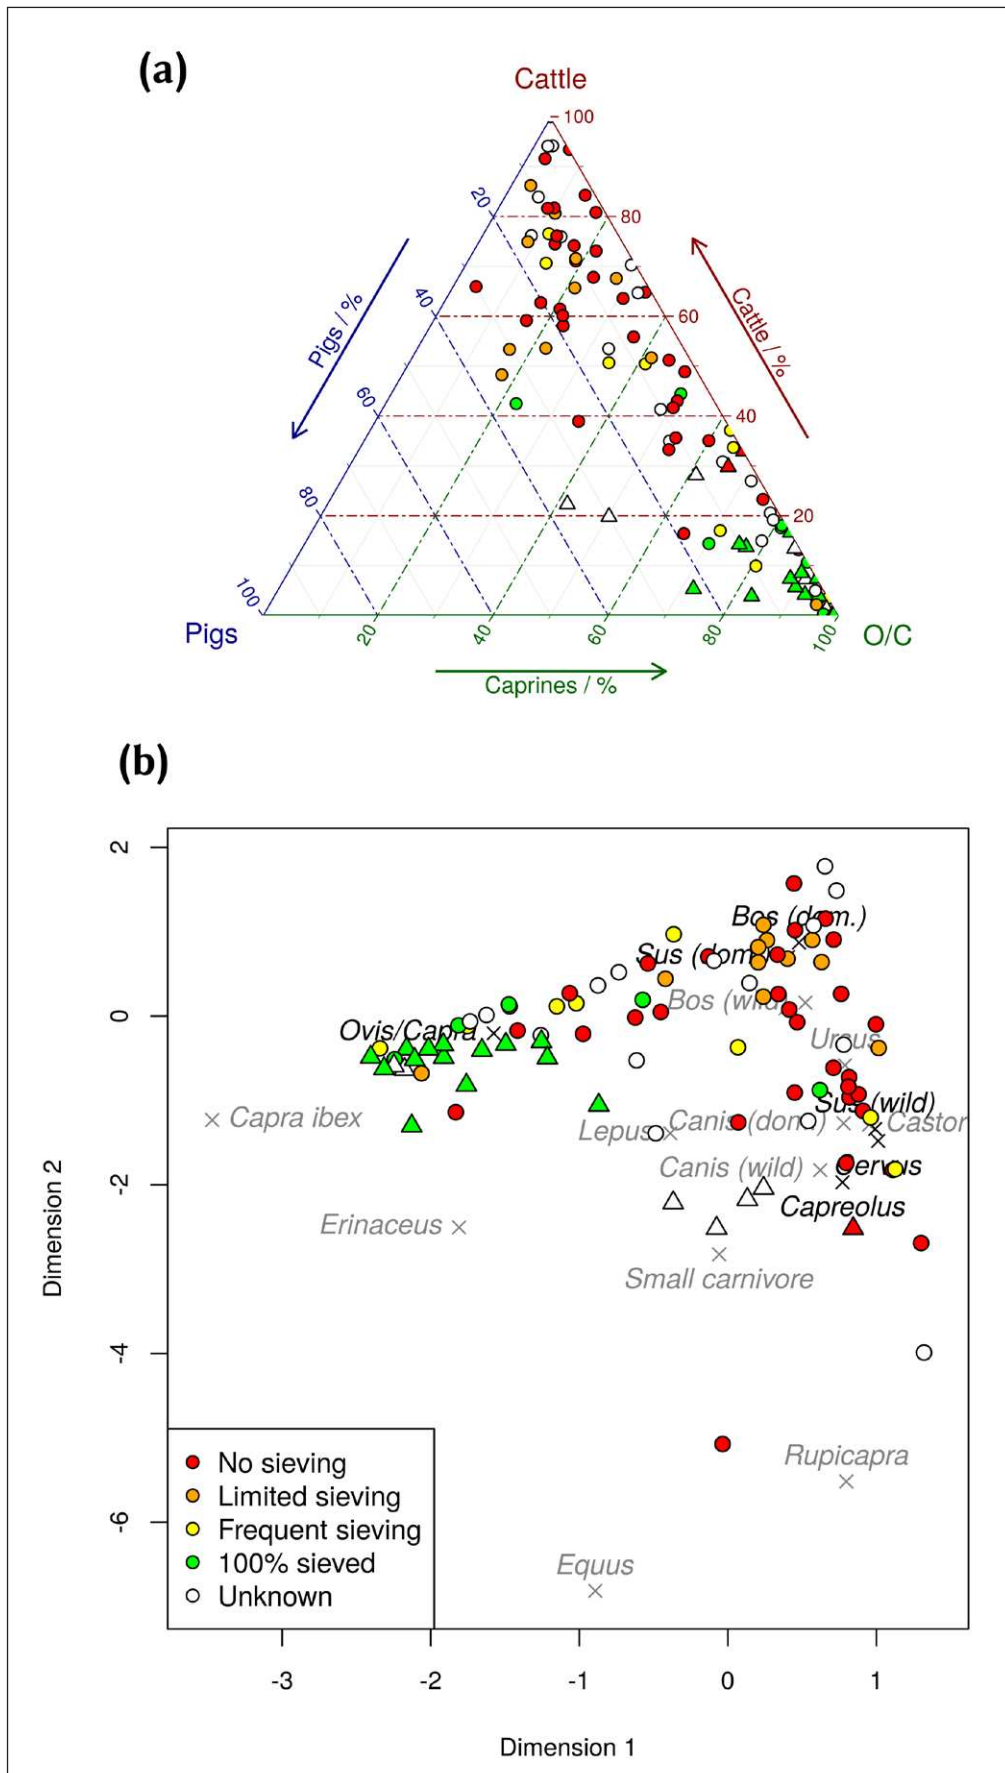 (a)
Cattle
100
20
80
Pigs / %
40
Cattle / %
60
60
40
80
20
100
Pigs
20
40
60
80
100
O/C
Caprines / %
(b)
2
Bos (dom.)
Sus (dom.)
Bos (wild)
0
Ovis/Capra
Ursus
Sus (wild)
Capra ibex
Lepus
Canis (dom.)
Castor
Canis (wild)
Cervus
-2
Capreolus
Erinaceus
Small carnivore
Dimension 2
-4
Rupicapra
No sieving
Limited sieving
-6
Frequent sieving
Equus
100% sieved
Unknown
-3
-2
-1
0
1
Dimension 1